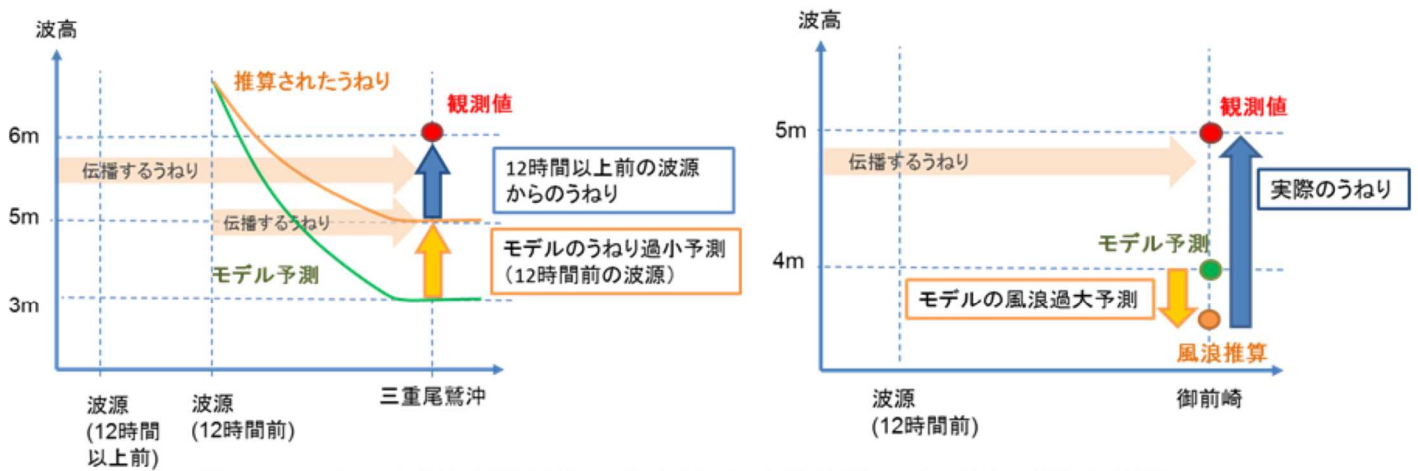 波高
推算されたうねり
観測値
6m
伝播するうねり
12時間以上前の波源
からのうねり
5m
伝播するうねり
モデルのうねり過小予測
(12時間前の波源)
モデル予測
3m
波源
(12時間
以上前)
波源
(12時間前)
三重尾鷲沖
波高
観測値
5m
伝播するうねり
実際のうねり
モデル予測
4m
モデルの風浪過大予測
風浪推算
波源
(12時間前)
御前崎